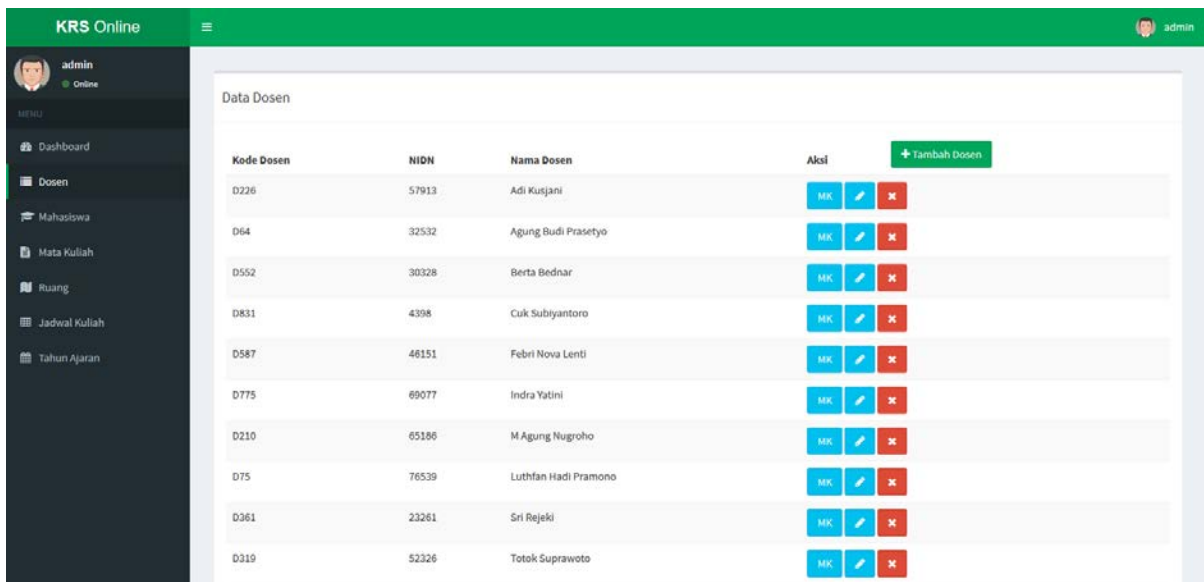 KRS Online
admin
admin
Online
MENU
Dashboard
Dosen
Mahasiswa
Mata Kuliah
Ruang
Jadwal Kuliah
Tahun Ajaran
Data Dosen
Kode Dosen NIDN Nama Dosen Aksi Tambah Dosen
D226 57913 Adi Kusjani MK
D64 32532 Agung Budi Prasetyo MK
D552 30328 Berta Bednar MK
D831 4398 Cuk Subiyantoro MK
D587 46151 Febri Nova Lenti MK
D775 69077 Indra Yatini MK
D210 65186 M Agung Nugroho MK
D75 76539 Luthfan Hadi Pramono MK
D361 23261 Sri Rejeki MK
D319 52326 Totok Suprawoto MK